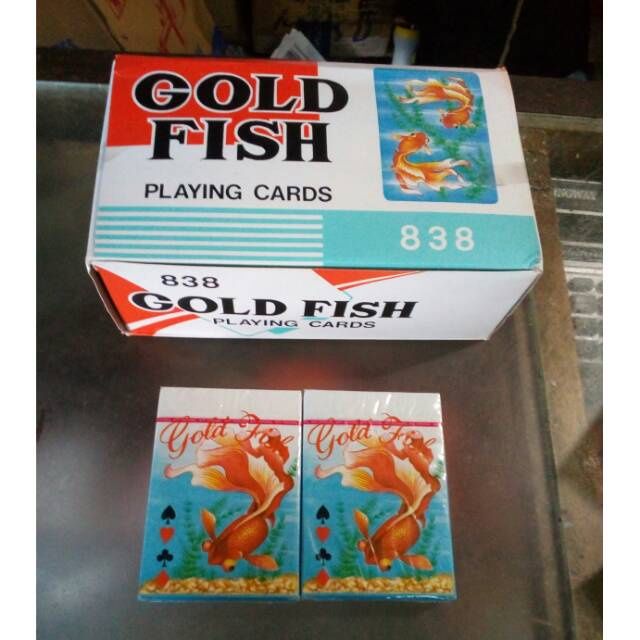 GOLD
FISH
PLAYING CARDS
838
838
GOLD FISH
PLAYING CARDS
Gold Fish
Gold Fish